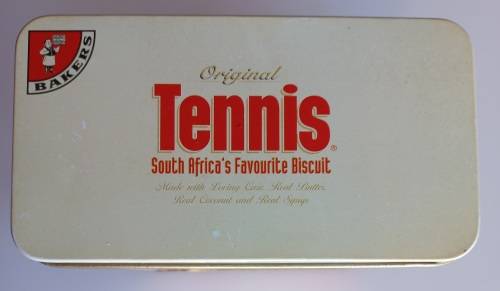 BAKERS
Original
Tennis®
South Africa's Favourite Biscuit
Made with Loving Care, Real Butter,
Real Coconut and Real Syrup